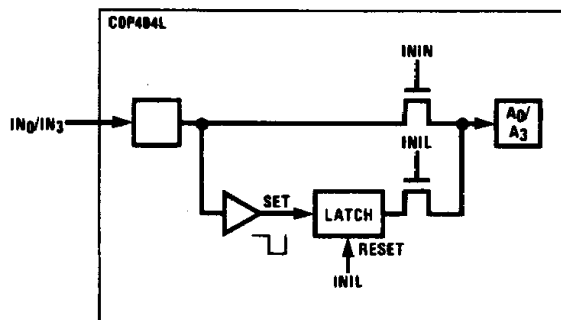 COP404L
ININ
IN0/IN3
A0/
A3
INIL
SET
LATCH
RESET
INIL